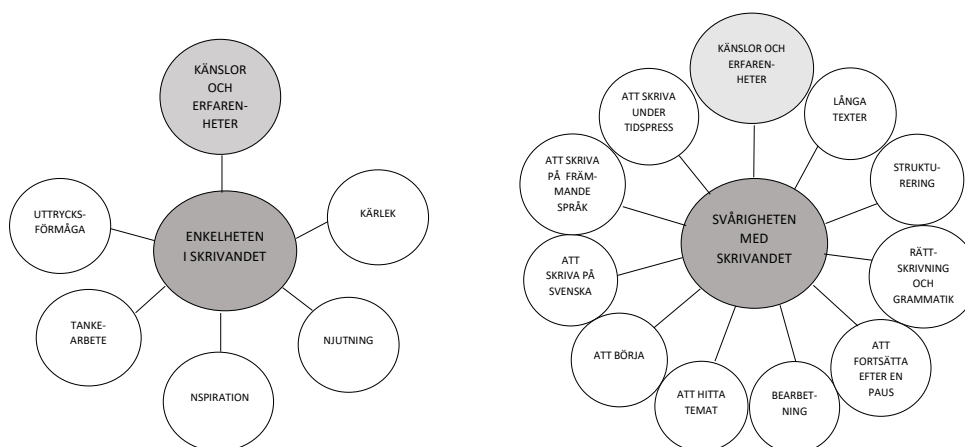 KÄNSLOR
OCH
ERFAREN-
HETER
UTTRYCKS-
FÖRMÅGA
KÄRLEK
ENKELHETEN
I SKRIVANDET
TANKE-
ARBETE
NJUTNING
NSPIRATION
KÄNSLOR OCH
ERFAREN-
HETER
ATT SKRIVA
UNDER
TIDSPRESS
LÅNGA
TEXTER
ATT SKRIVA
PÅ FRÄM-
MANDE
SPRÅK
STRUKTU-
RERING
SVÅRIGHETEN
MED
SKRIVANDET
ATT
SKRIVA PÅ
SVENSKA
RÄTT-
SKRIVNING
OCH
GRAMMATIK
ATT BÖRJA
ATT
FORTSÄTTA
EFTER EN
PAUS
ATT HITTA
TEMAT
BEARBET-
NING